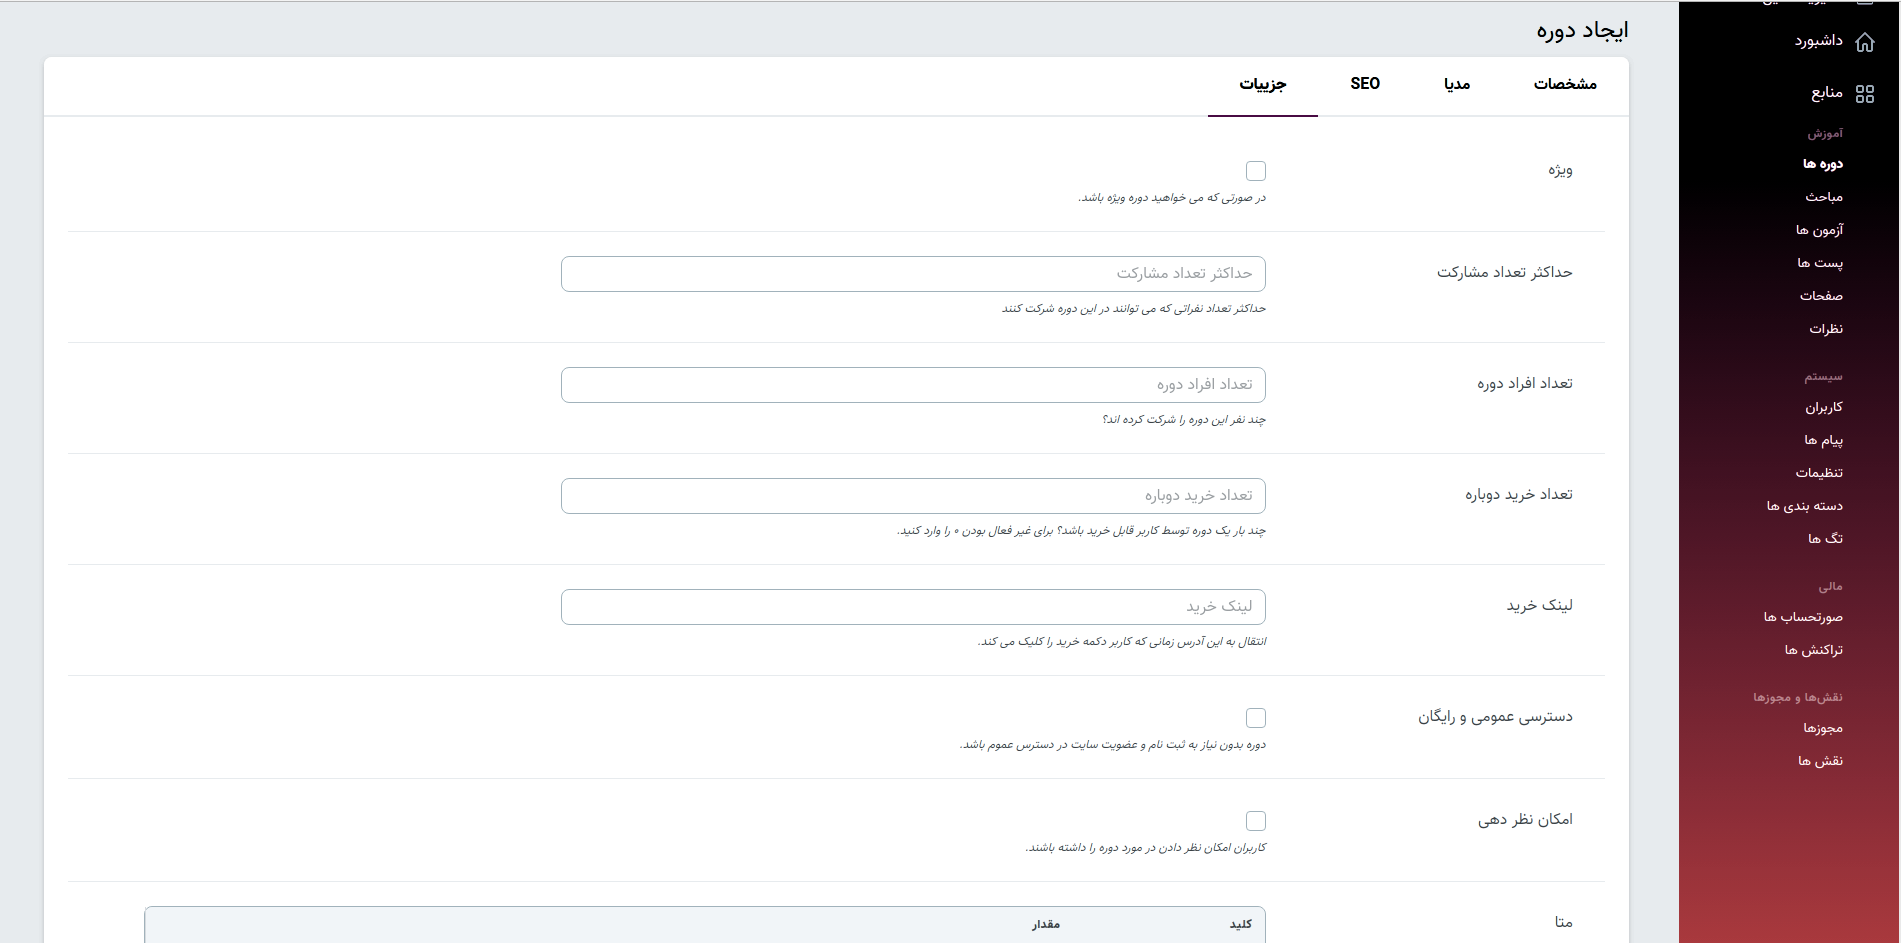 ایجاد دوره
مشخصات
مدیا
SEO
جزییات
ویژه
در صورتی که می خواهید دوره ویژه باشد.
حداکثر تعداد مشارکت
حداکثر تعداد مشارکت
حداکثر تعداد نفراتی که می توانند در این دوره شرکت کنند
تعداد افراد دوره
تعداد افراد دوره
چند نفر این دوره را شرکت کرده اند؟
تعداد خرید دوباره
تعداد خرید دوباره
چند بار یک دوره توسط کاربر قابل خرید باشد؟ برای غیر فعال بودن ۰ را وارد کنید.
لینک خرید
لینک خرید
انتقال به این آدرس زمانی که کاربر دکمه خرید را کلیک می کند.
دسترسی عمومی و رایگان
دوره بدون نیاز به ثبت نام و عضویت سایت در دسترس عموم باشد.
امکان نظر دهی
کاربران امکان نظر دادن در مورد دوره را داشته باشند.
متا
کلید
مقدار
داشبورد
منابع
آموزش
دوره ها
مباحث
آزمون ها
پست ها
صفحات
نظرات
سیستم
کاربران
پیام ها
تنظیمات
دسته بندی ها
تگ ها
مالی
صورتحساب ها
تراکنش ها
نقش‌ها و مجوزها
مجوزها
نقش ها